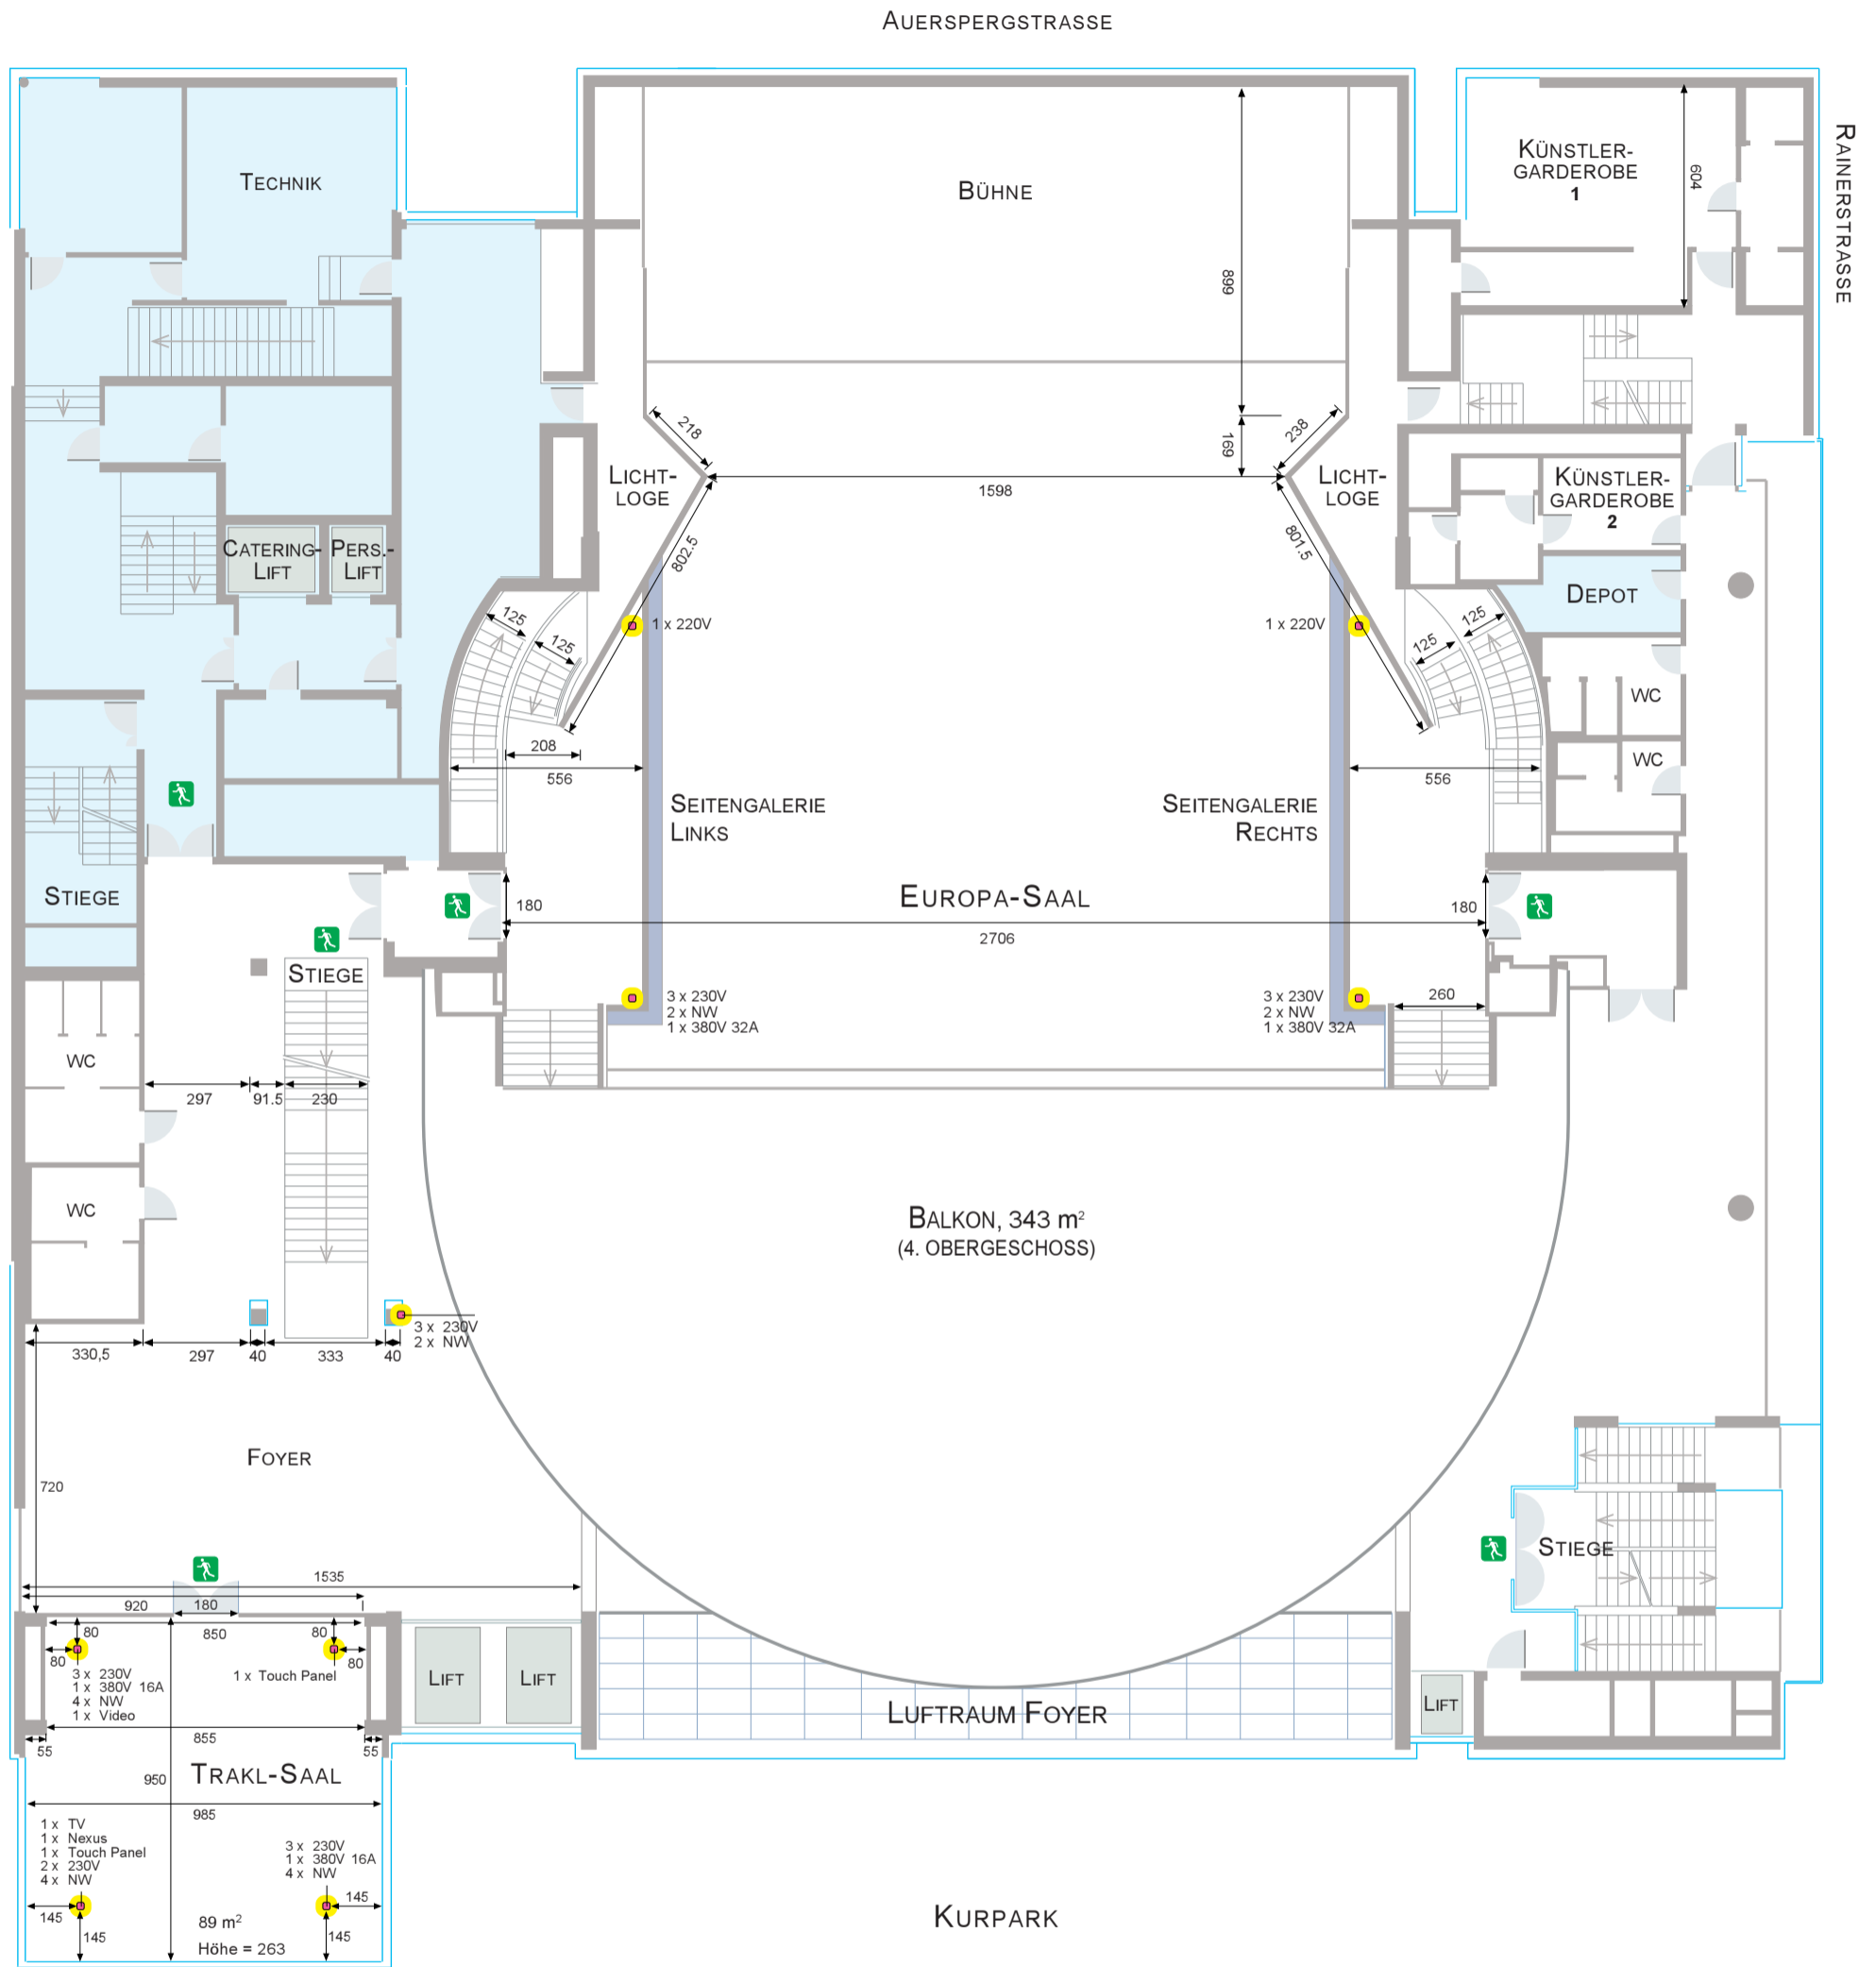 AUERSPERGSTRASSE
RAINERSTRASSE
TECHNIK
BÜHNE
KÜNSTLER-
GARDEROBE
1
604
899
218
238
169
LICHT-
LOGE
1598
LICHT-
LOGE
KÜNSTLER-
GARDEROBE
2
CATERING-
LIFT
PERS.-
LIFT
802.5
801.5
DEPOT
125
125
1 x 220V
1 x 220V
125
125
WC
208
556
556
WC
SEITENGALERIE
LINKS
SEITENGALERIE
RECHTS
STIEGE
EUROPA-SAAL
180
180
2706
STIEGE
3 x 230V
2 x NW
1 x 380V 32A
3 x 230V
2 x NW
1 x 380V 32A
260
WC
297
91.5
230
WC
BALKON, 343 m²
(4. OBERGESCHOSS)
3 x 230V
2 x NW
330,5
297
40
333
40
FOYER
720
STIEGE
1535
920
180
80
850
80
80
80
3 x 230V
1 x 380V 16A
4 x NW
1 x Video
1 x Touch Panel
LIFT
LIFT
LUFTRAUM FOYER
LIFT
55
855
55
950
TRAKL-SAAL
985
1 x TV
1 x Nexus
1 x Touch Panel
2 x 230V
4 x NW
3 x 230V
1 x 380V 16A
4 x NW
145
145
145
145
89 m²
Höhe = 263
KURPARK